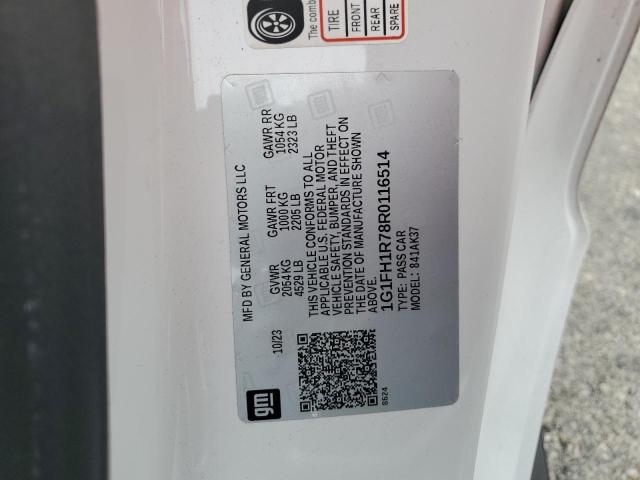 The comb
TIRE
FRONT
REAR
SPARE
gm
MFD BY GENERAL MOTORS LLC
10/23
GVWR GAWR FRT GAWR RR
2054 KG 1000 KG 1054 KG
4529 LB 2205 LB 2323 LB
THIS VEHICLE CONFORMS TO ALL
APPLICABLE U.S. FEDERAL MOTOR
VEHICLE SAFETY, BUMPER, AND THEFT
PREVENTION STANDARDS IN EFFECT ON
THE DATE OF MANUFACTURE SHOWN
ABOVE.
1G1FH1R78R0116514
TYPE: PASS CAR
8624 MODEL: 841AK37